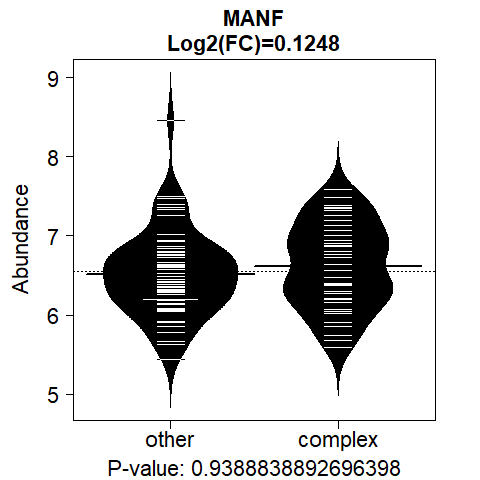 MANF
Log2(FC)=0.1248
Abundance
9
8
7
6
5
other complex
P-value: 0.9388838892696398